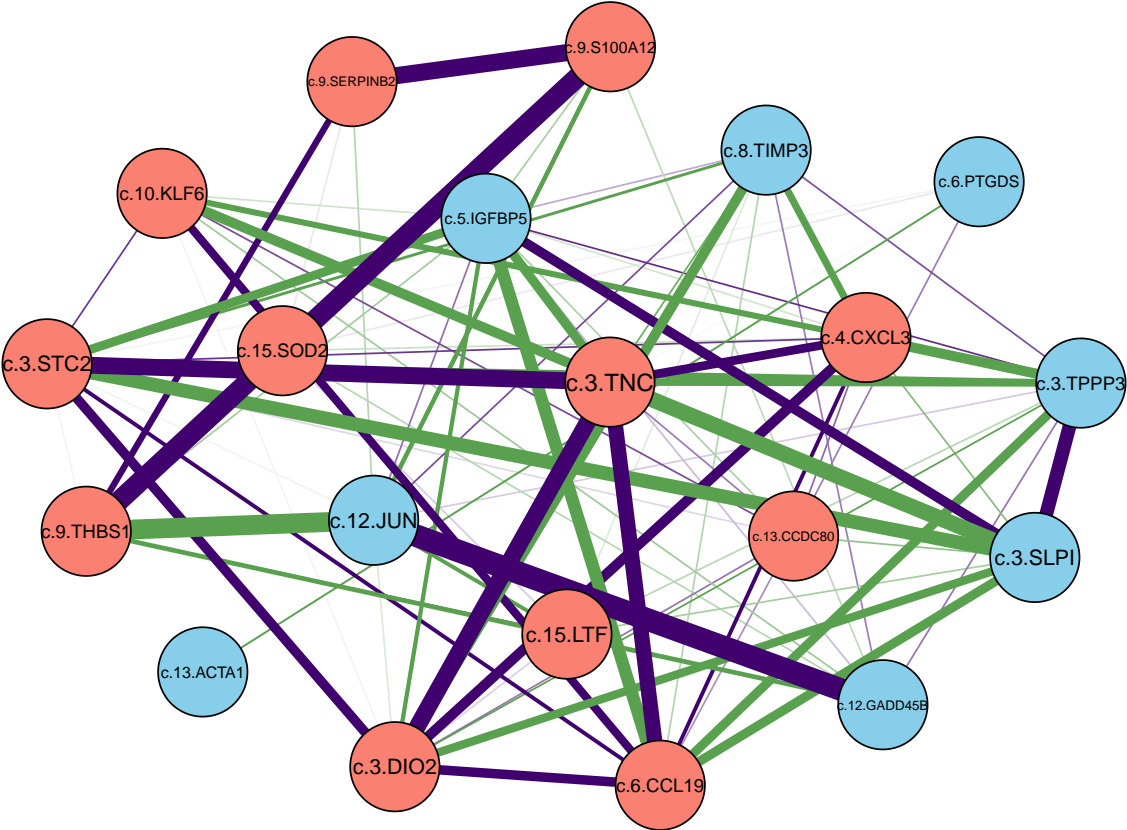 c.9.S100A12
c.9.SERPINB2
c.8.TIMP3
c.6.PTGDS
c.10.KLF6
c.5.IGFBP5
c.4.CXCL3
c.15.SOD2
c.3.STC2
c.3.TNC
c.3.TPPP3
c.12.JUN
c.9.THBS1
c.13.CCDC80
c.3.SLPI
c.15.LTF
c.13.ACTA1
c.12.GADD45B
c.3.DIO2
c.6.CCL19